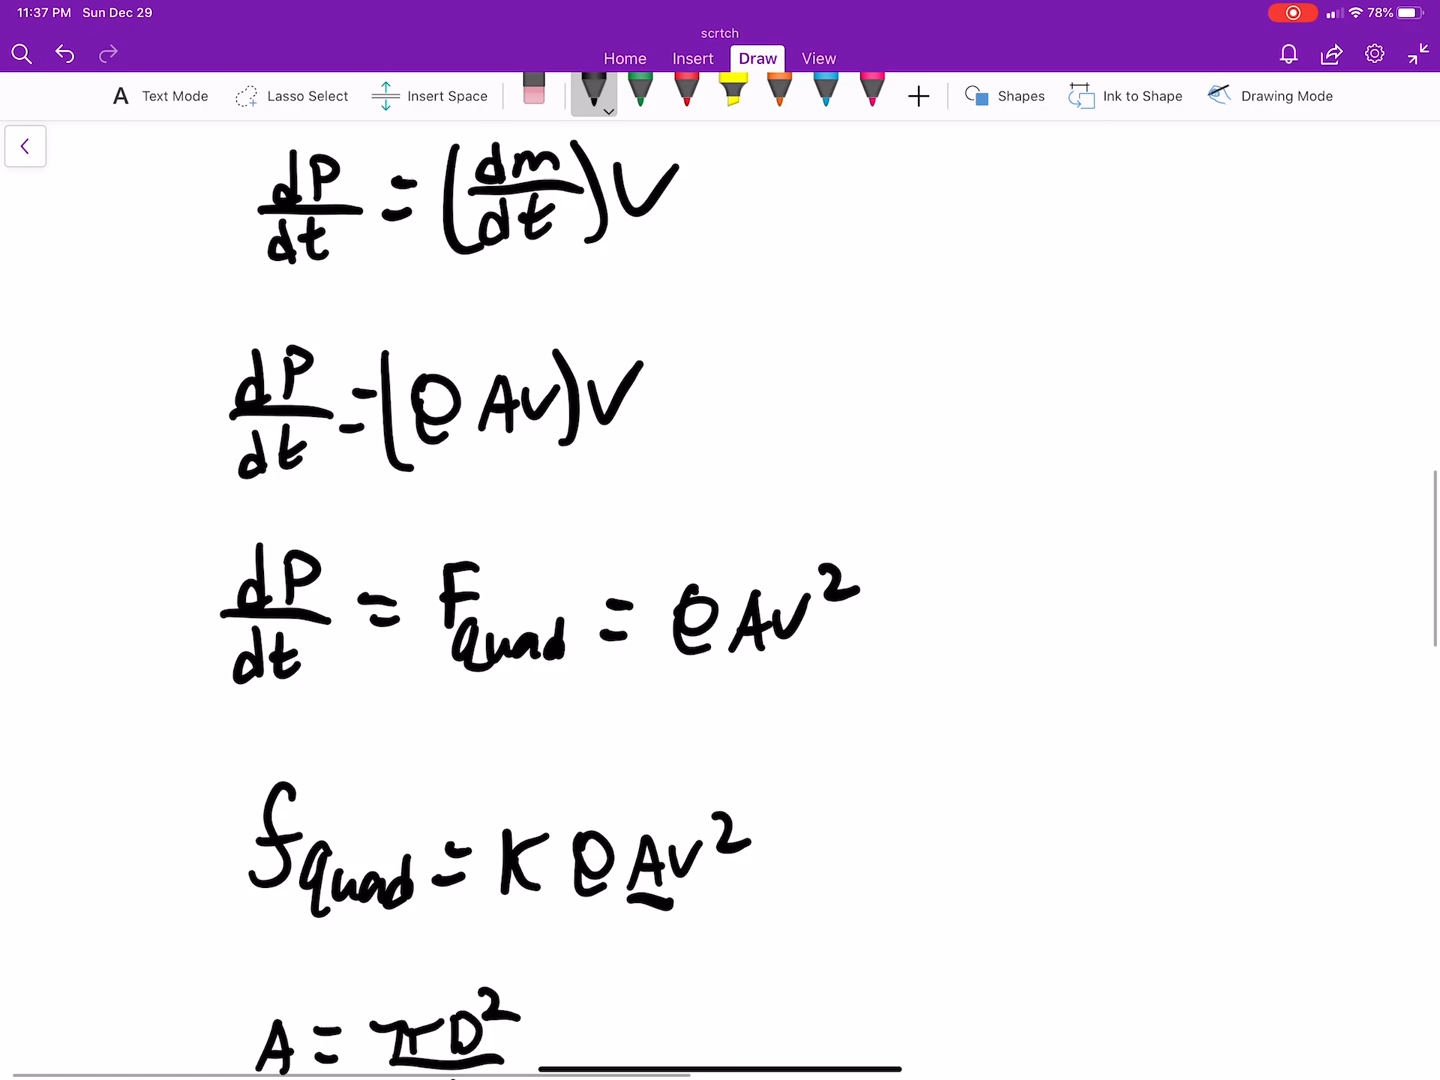 11:37 PM Sun Dec 29
78%
scrtch
Home Insert Draw View
Text Mode Lasso Select Insert Space Shapes Ink to Shape Drawing Mode
dP/dt = (dm/dt)V
dP/dt = (ρAv)V
dP/dt = F_quad = ρAv²
f_quad = KρAv²
A = πD²